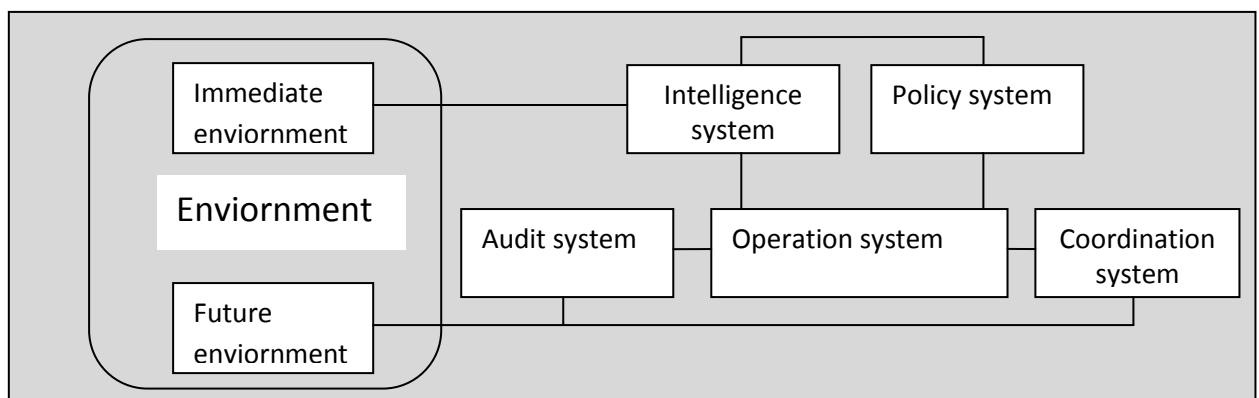 Immediate
enviornment
Enviornment
Future
enviornment
Intelligence
system
Policy system
Audit system
Operation system
Coordination
system